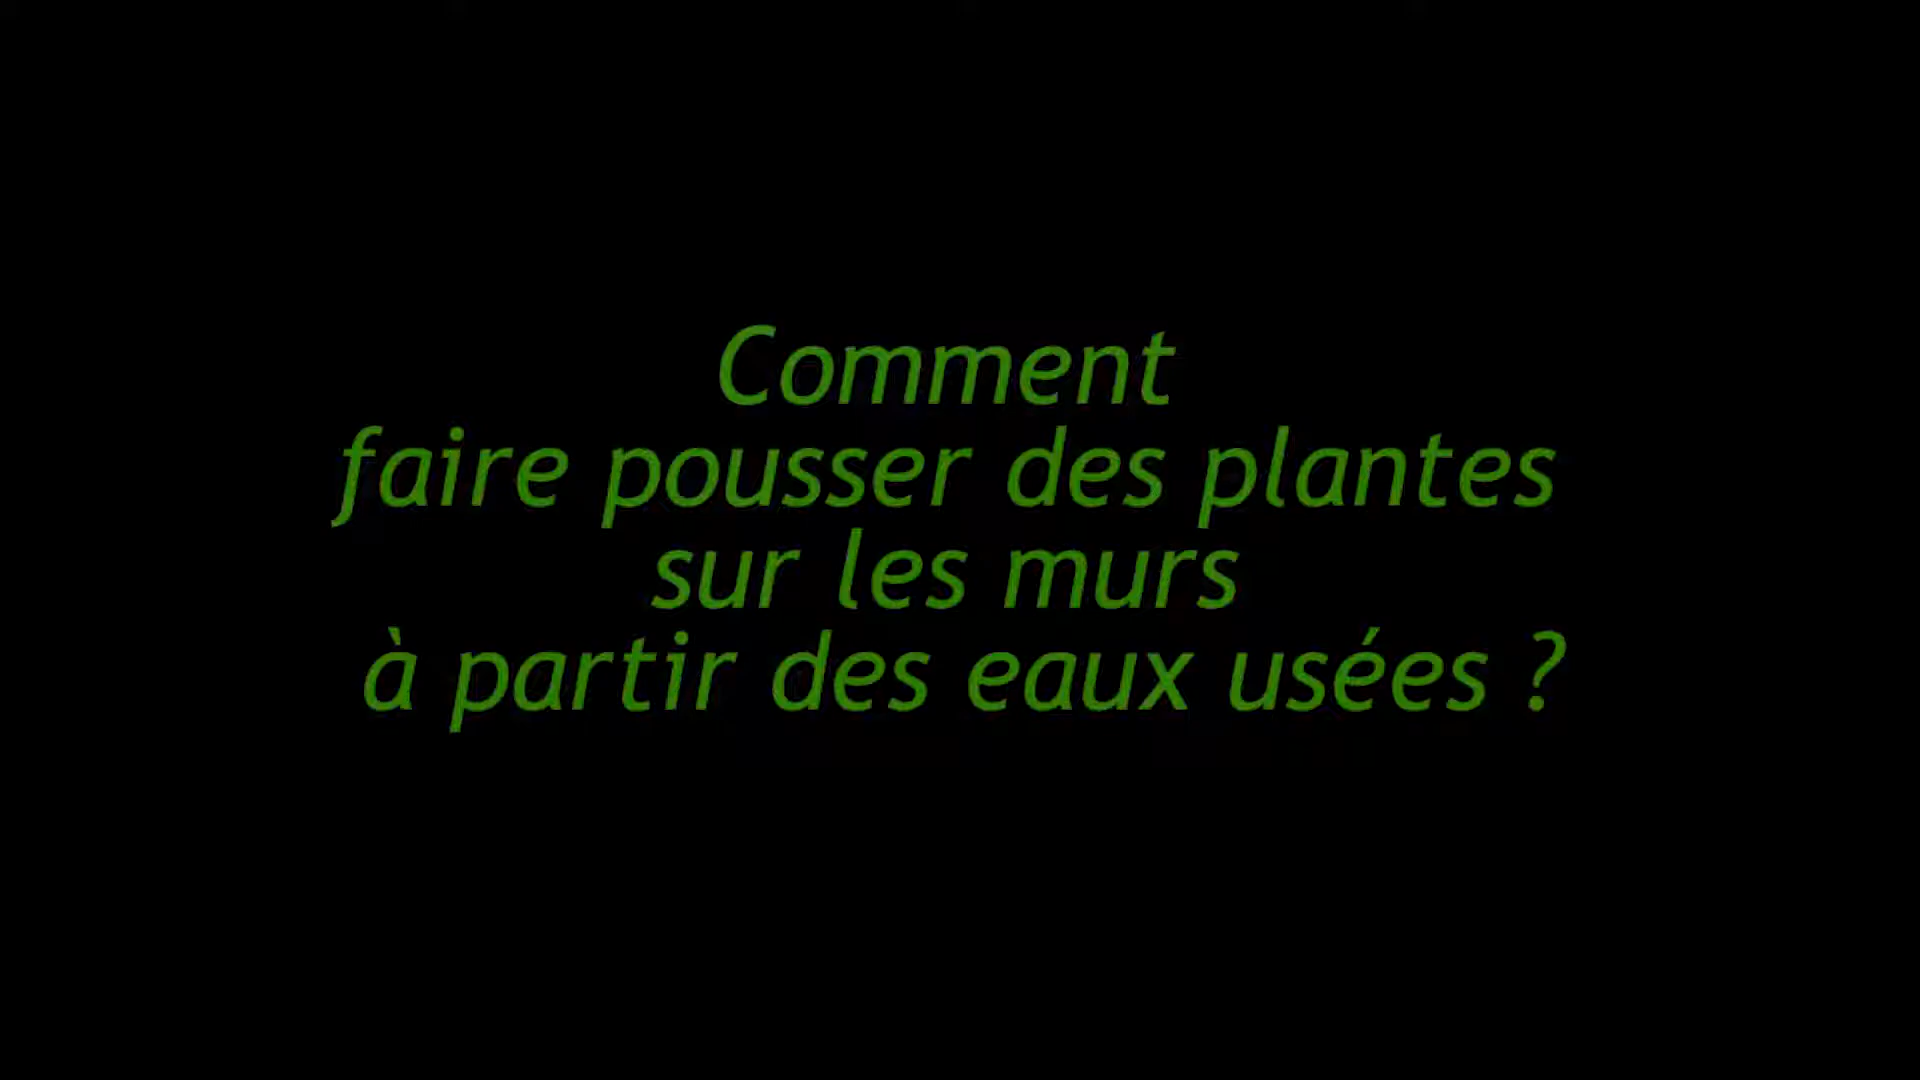 Comment
faire pousser des plantes
sur les murs
à partir des eaux usées ?